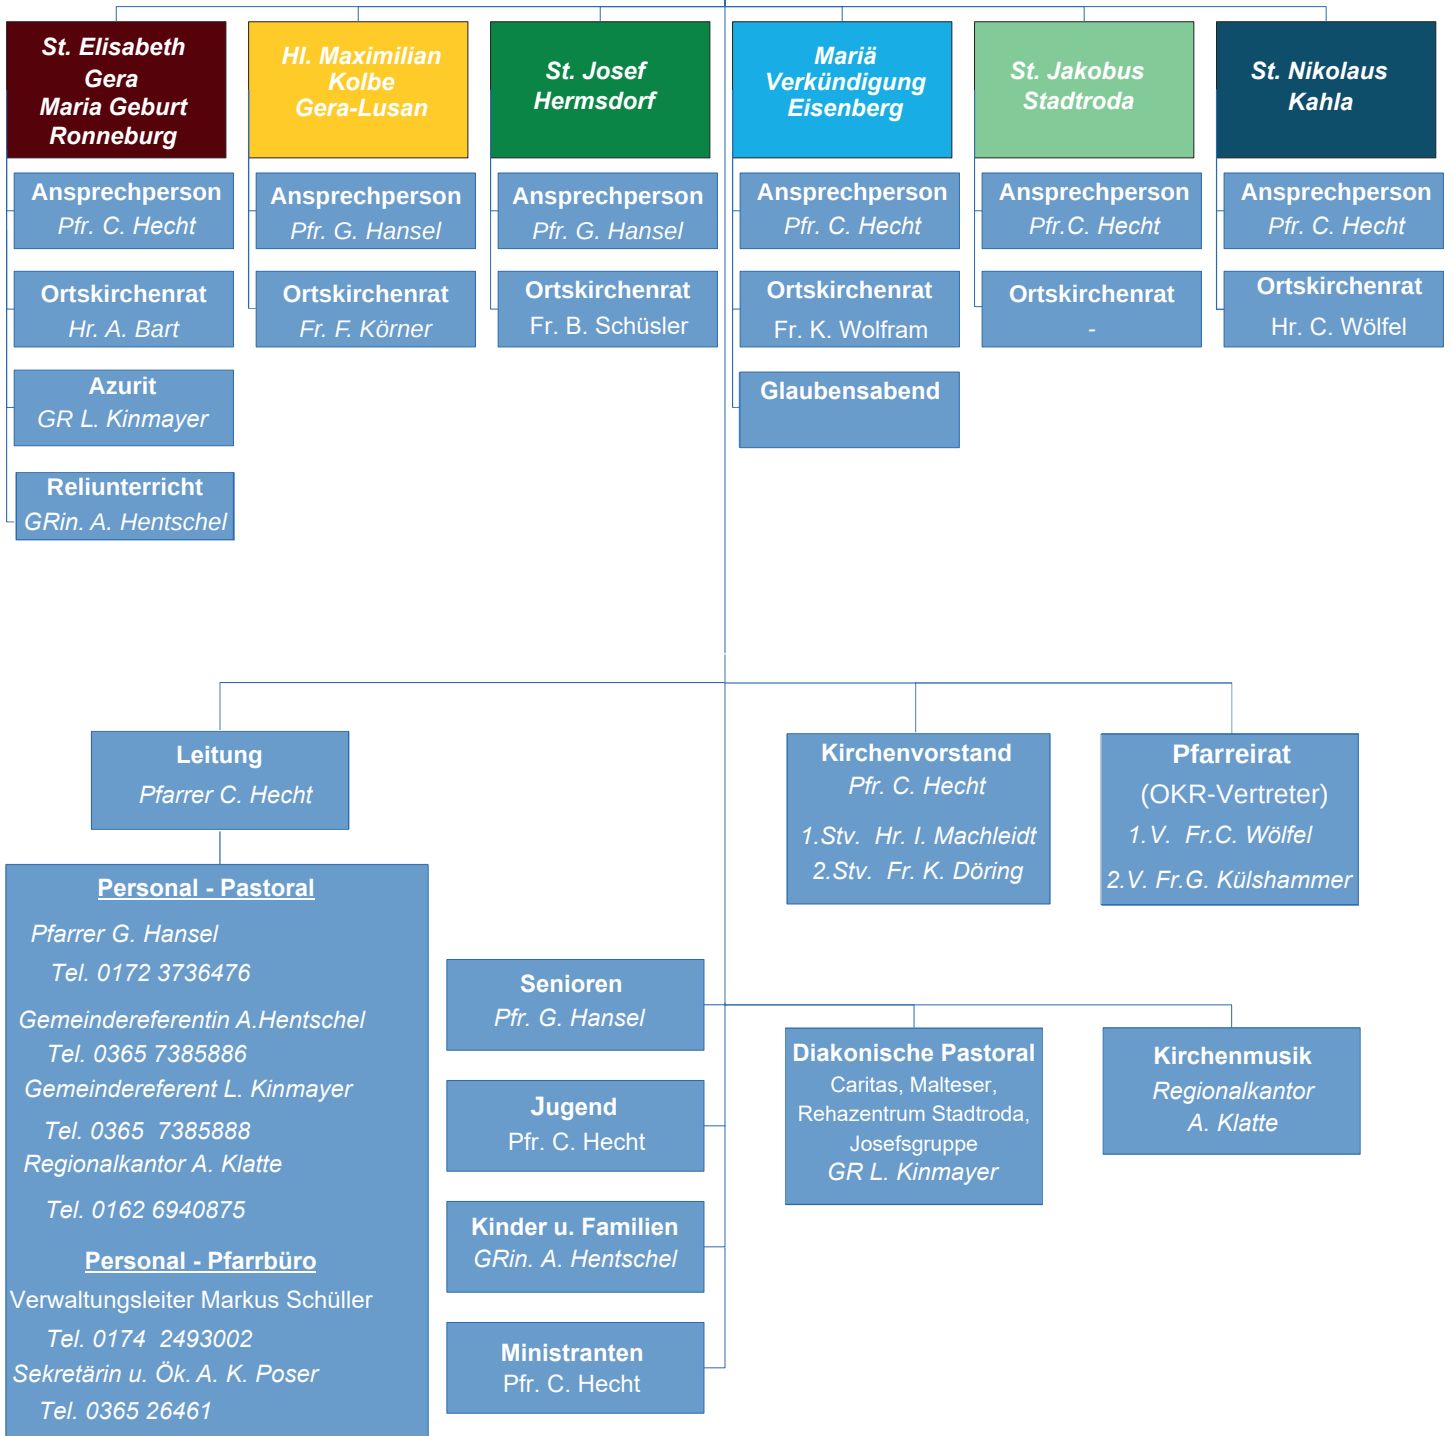 St. Elisabeth
Gera
Maria Geburt
Ronneburg
Hl. Maximilian
Kolbe
Gera-Lusan
St. Josef
Hermsdorf
Mariä
Verkündigung
Eisenberg
St. Jakobus
Stadtroda
St. Nikolaus
Kahla
Ansprechperson
Pfr. C. Hecht
Ansprechperson
Pfr. G. Hansel
Ansprechperson
Pfr. G. Hansel
Ansprechperson
Pfr. C. Hecht
Ansprechperson
Pfr.C. Hecht
Ansprechperson
Pfr. C. Hecht
Ortskirchenrat
Hr. A. Bart
Ortskirchenrat
Fr. F. Körner
Ortskirchenrat
Fr. B. Schüsler
Ortskirchenrat
Fr. K. Wolfram
Ortskirchenrat
-
Ortskirchenrat
Hr. C. Wölfel
Azurit
GR L. Kinmayer
Glaubensabend
Reliunterricht
GRin. A. Hentschel
Leitung
Pfarrer C. Hecht
Kirchenvorstand
Pfr. C. Hecht
1.Stv. Hr. I. Machleidt
2.Stv. Fr. K. Döring
Pfarreirat
(OKR-Vertreter)
1.V. Fr.C. Wölfel
2.V. Fr.G. Külshammer
Personal - Pastoral
Pfarrer G. Hansel
Tel. 0172 3736476
Gemeindereferentin A.Hentschel
Tel. 0365 7385886
Gemeindereferent L. Kinmayer
Tel. 0365 7385888
Regionalkantor A. Klatte
Tel. 0162 6940875
Personal - Pfarrbüro
Verwaltungsleiter Markus Schüller
Tel. 0174 2493002
Sekretärin u. Ök. A. K. Poser
Tel. 0365 26461
Senioren
Pfr. G. Hansel
Jugend
Pfr. C. Hecht
Kinder u. Familien
GRin. A. Hentschel
Ministranten
Pfr. C. Hecht
Diakonische Pastoral
Caritas, Malteser,
Rehazentrum Stadtroda,
Josefsgruppe
GR L. Kinmayer
Kirchenmusik
Regionalkantor
A. Klatte